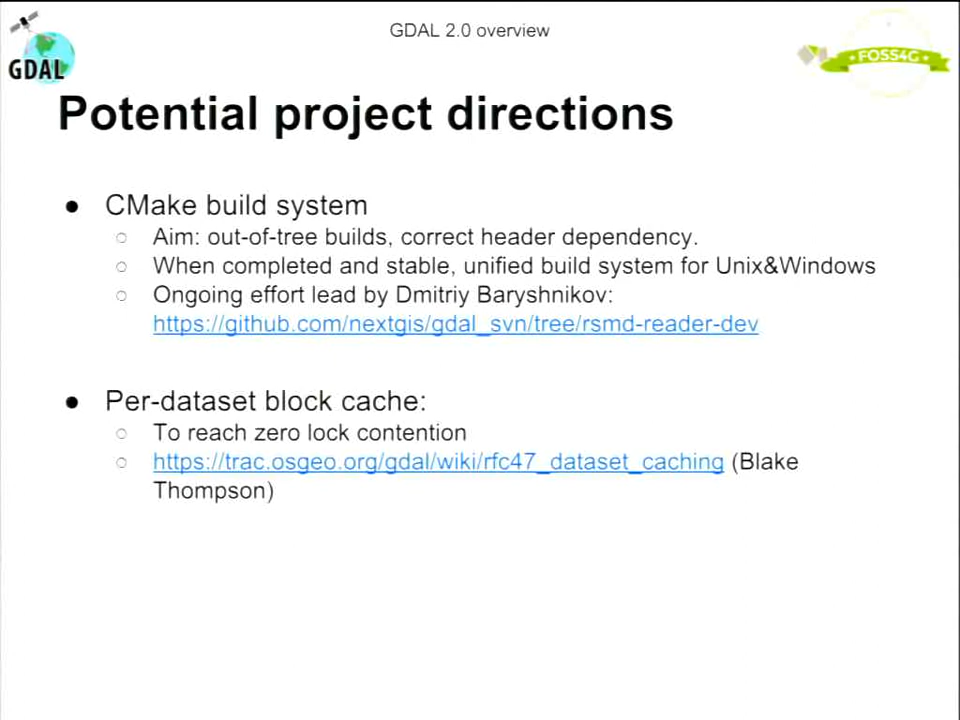 GDAL 2.0 overview
GDAL
FOSS4G
Potential project directions
● CMake build system
○ Aim: out-of-tree builds, correct header dependency.
○ When completed and stable, unified build system for Unix&Windows
○ Ongoing effort lead by Dmitriy Baryshnikov:
https://github.com/nextgis/gdal_svn/tree/rsmd-reader-dev
● Per-dataset block cache:
○ To reach zero lock contention
○ https://trac.osgeo.org/gdal/wiki/rfc47_dataset_caching (Blake
Thompson)